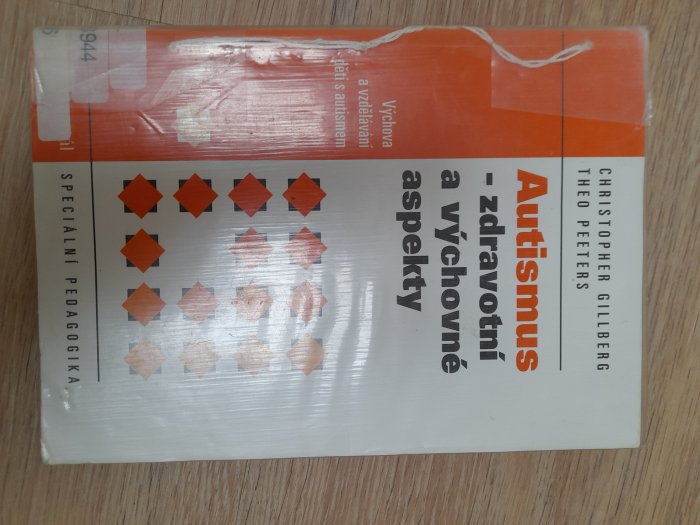 CHRISTOPHER GILLBERG
THEO PEETERS
Autismus
- zdravotní
a výchovné
aspekty
Výchova
a vzdělávání
dětí s autismem
SPECIÁLNÍ PEDAGOGIKA
944